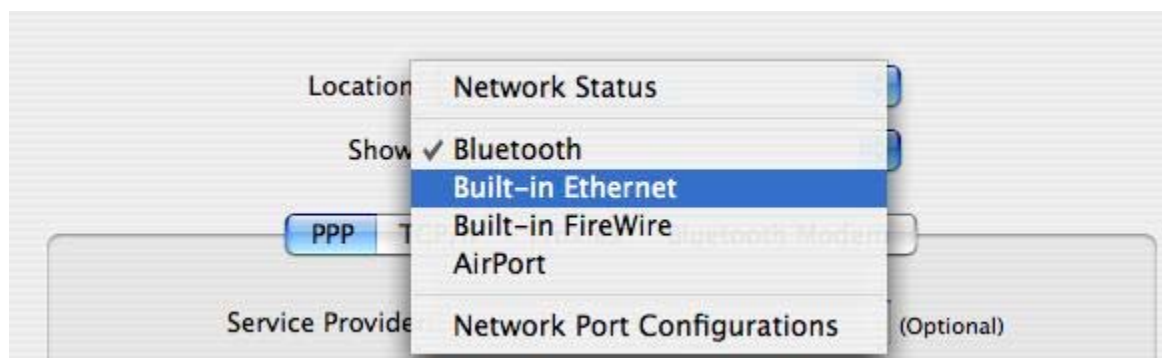 Location
Network Status
Show
✓ Bluetooth
Built-in Ethernet
Built-in FireWire
AirPort
PPP
Bluetooth Modem
Service Provider
Network Port Configurations
(Optional)